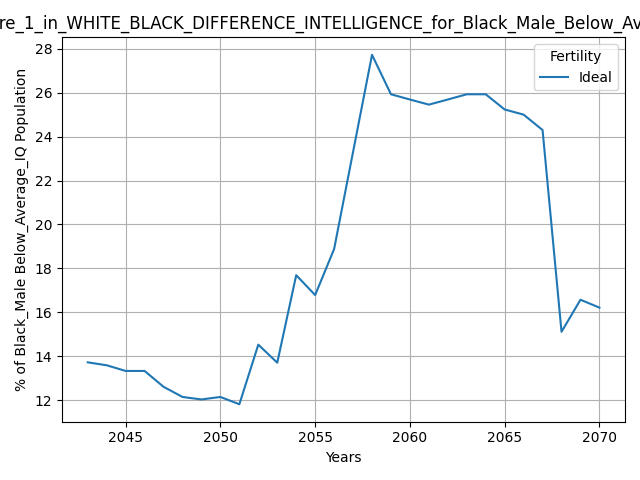 re_1_in_WHITE_BLACK_DIFFERENCE_INTELLIGENCE_for_Black_Male_Below_Av
Fertility
Ideal
% of Black_Male Below_Average_IQ Population
28
26
24
22
20
18
16
14
12
2045 2050 2055 2060 2065 2070
Years